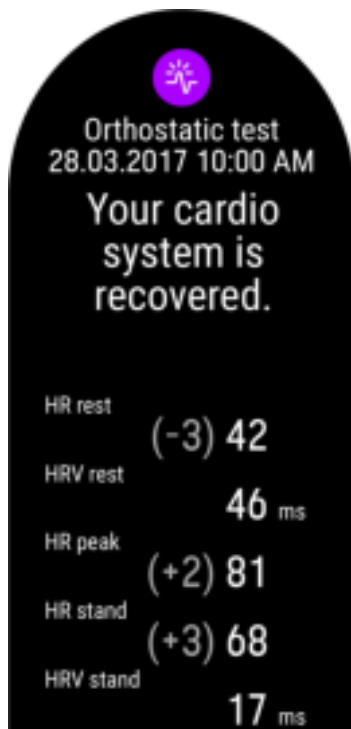 Orthostatic test
28.03.2017 10:00 AM
Your cardio
system is
recovered.
HR rest
(-3) 42
HRV rest
46 ms
HR peak
(+2) 81
HR stand
(+3) 68
HRV stand
17 ms